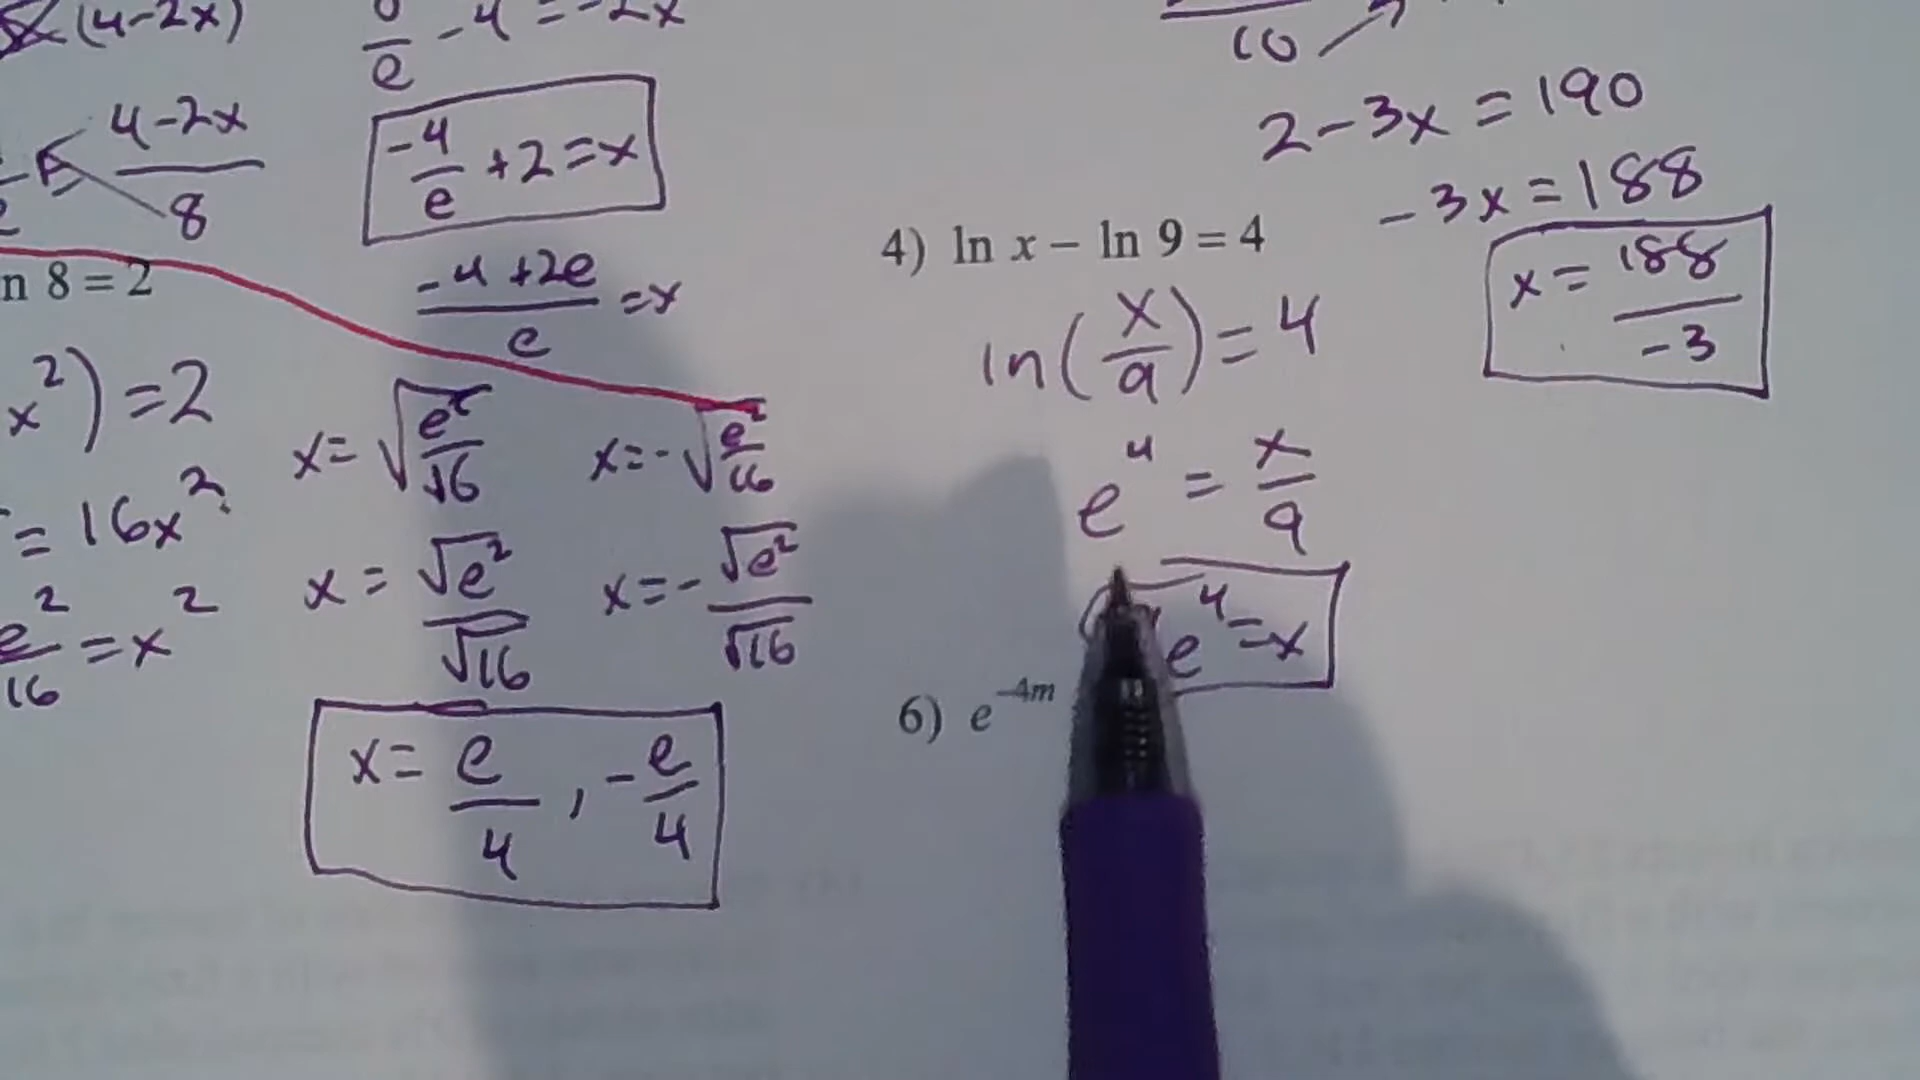 (4-2x)
/e - 4 = -2x
4-2x / 8
-4/e + 2 = x
-4+2e / e = x
n 8 = 2
x²) = 2
= 16x²
e²/16 = x²
x = √e²/√16 x = -√e²/16
x = √e²/√16 x = -√e²/√16
x = e/4 , -e/4
10
2-3x = 190
-3x = 188
x = 188/-3
4) ln x – ln 9 = 4
ln(x/9) = 4
e⁴ = x/9
e⁴ = x
6) e^-4m